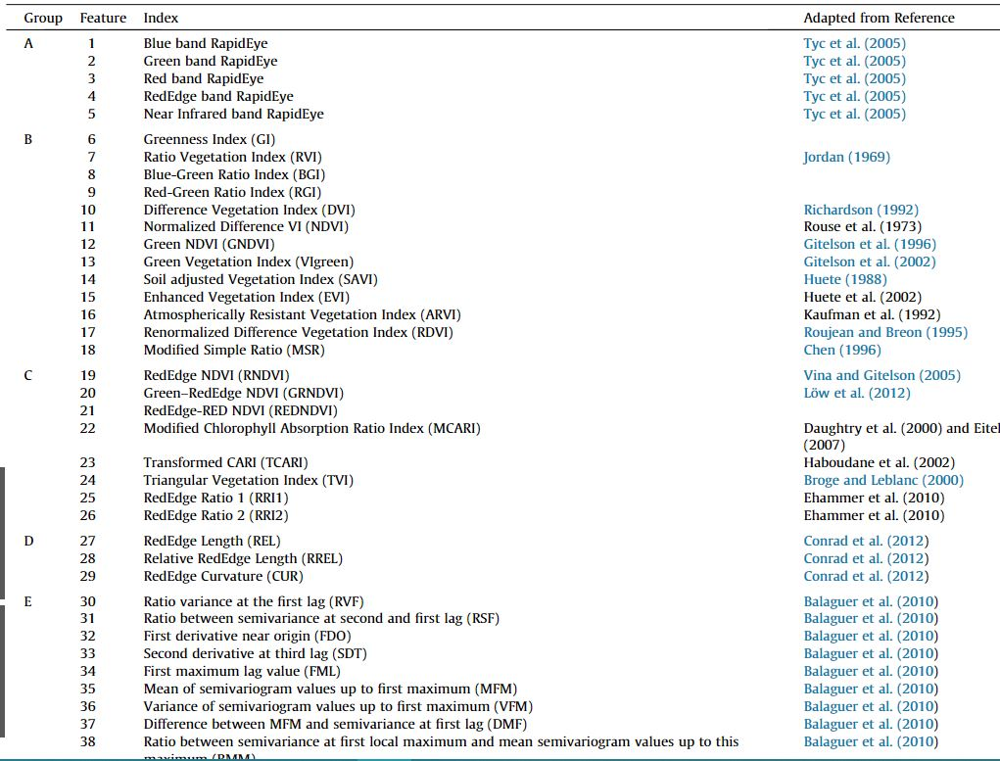 Group Feature Index Adapted from Reference
A 1 Blue band RapidEye Tyc et al. (2005)
2 Green band RapidEye Tyc et al. (2005)
3 Red band RapidEye Tyc et al. (2005)
4 RedEdge band RapidEye Tyc et al. (2005)
5 Near Infrared band RapidEye Tyc et al. (2005)
B 6 Greenness Index (GI)
7 Ratio Vegetation Index (RVI) Jordan (1969)
8 Blue-Green Ratio Index (BGI)
9 Red-Green Ratio Index (RGI)
10 Difference Vegetation Index (DVI) Richardson (1992)
11 Normalized Difference VI (NDVI) Rouse et al. (1973)
12 Green NDVI (GNDVI) Gitelson et al. (1996)
13 Green Vegetation Index (VIgreen) Gitelson et al. (2002)
14 Soil adjusted Vegetation Index (SAVI) Huete (1988)
15 Enhanced Vegetation Index (EVI) Huete et al. (2002)
16 Atmospherically Resistant Vegetation Index (ARVI) Kaufman et al. (1992)
17 Renormalized Difference Vegetation Index (RDVI) Roujean and Breon (1995)
18 Modified Simple Ratio (MSR) Chen (1996)
C 19 RedEdge NDVI (RNDVI) Vina and Gitelson (2005)
20 Green–RedEdge NDVI (GRNDVI) Löw et al. (2012)
21 RedEdge-RED NDVI (REDNDVI)
22 Modified Chlorophyll Absorption Ratio Index (MCARI) Daughtry et al. (2000) and Eitel
(2007)
23 Transformed CARI (TCARI) Haboudane et al. (2002)
24 Triangular Vegetation Index (TVI) Broge and Leblanc (2000)
25 RedEdge Ratio 1 (RRI1) Ehammer et al. (2010)
26 RedEdge Ratio 2 (RRI2) Ehammer et al. (2010)
D 27 RedEdge Length (REL) Conrad et al. (2012)
28 Relative RedEdge Length (RREL) Conrad et al. (2012)
29 RedEdge Curvature (CUR) Conrad et al. (2012)
E 30 Ratio variance at the first lag (RVF) Balaguer et al. (2010)
31 Ratio between semivariance at second and first lag (RSF) Balaguer et al. (2010)
32 First derivative near origin (FDO) Balaguer et al. (2010)
33 Second derivative at third lag (SDT) Balaguer et al. (2010)
34 First maximum lag value (FML) Balaguer et al. (2010)
35 Mean of semivariogram values up to first maximum (MFM) Balaguer et al. (2010)
36 Variance of semivariogram values up to first maximum (VFM) Balaguer et al. (2010)
37 Difference between MFM and semivariance at first lag (DMF) Balaguer et al. (2010)
38 Ratio between semivariance at first local maximum and mean semivariogram values up to this Balaguer et al. (2010)
maximum (RMM)